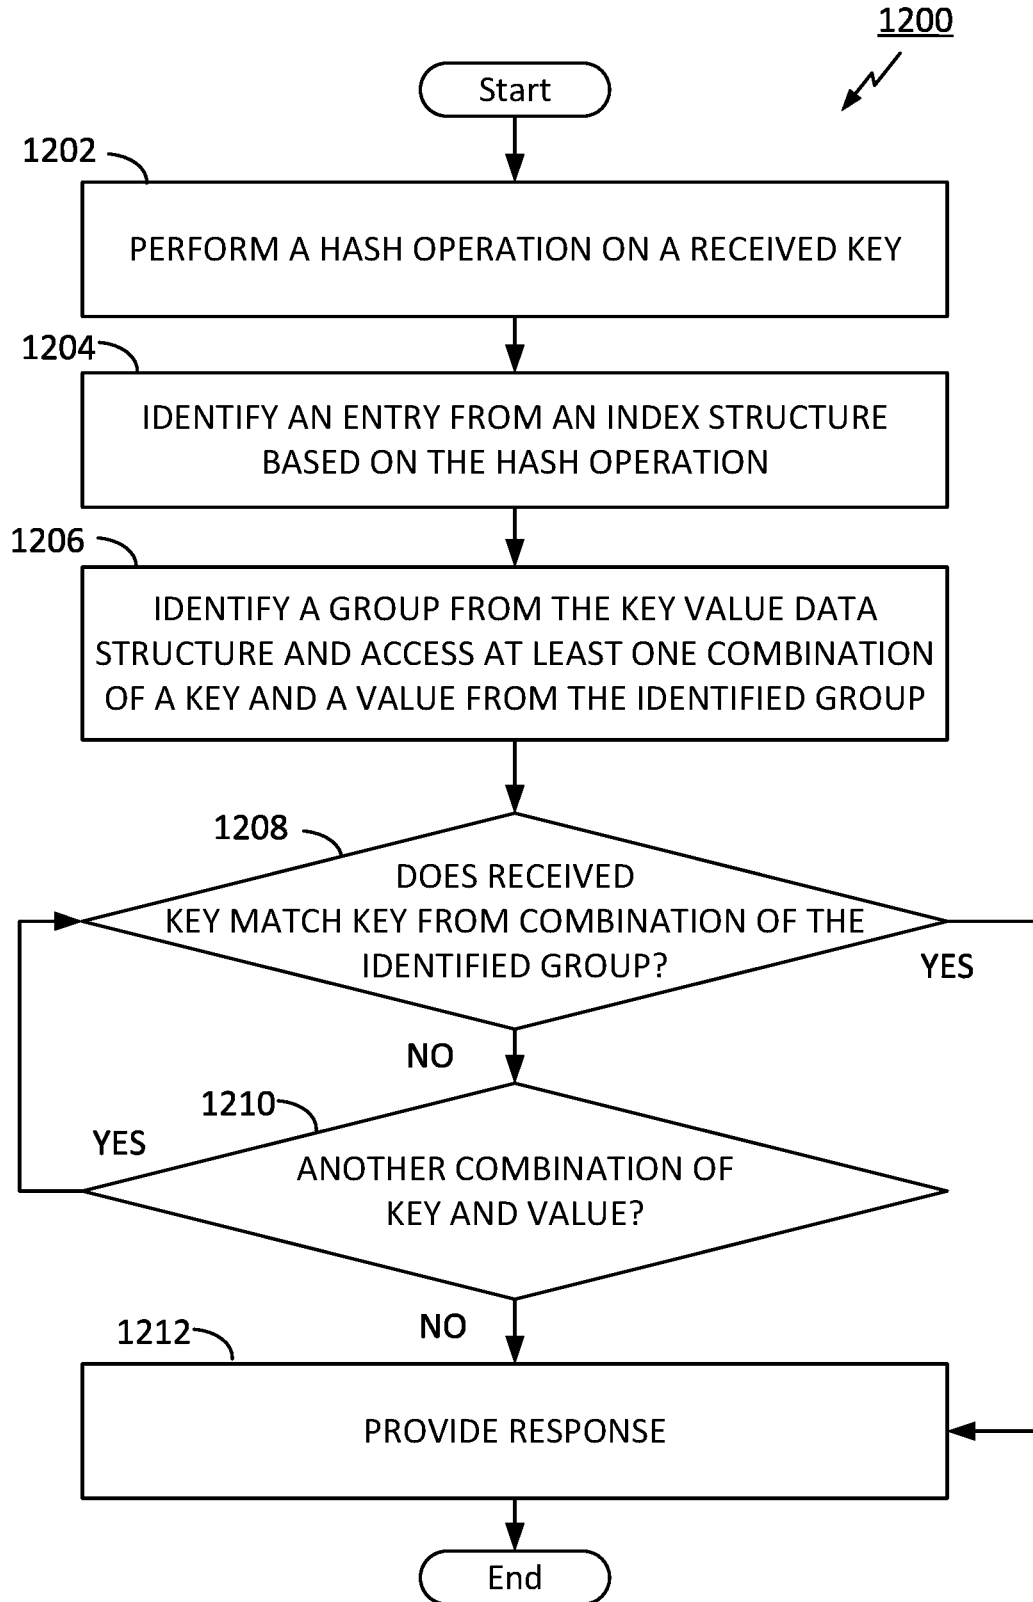 1200
Start
1202
PERFORM A HASH OPERATION ON A RECEIVED KEY
1204
IDENTIFY AN ENTRY FROM AN INDEX STRUCTURE
BASED ON THE HASH OPERATION
1206
IDENTIFY A GROUP FROM THE KEY VALUE DATA
STRUCTURE AND ACCESS AT LEAST ONE COMBINATION
OF A KEY AND A VALUE FROM THE IDENTIFIED GROUP
1208
DOES RECEIVED
KEY MATCH KEY FROM COMBINATION OF THE
IDENTIFIED GROUP?
YES
NO
1210
YES
ANOTHER COMBINATION OF
KEY AND VALUE?
NO
1212
PROVIDE RESPONSE
End